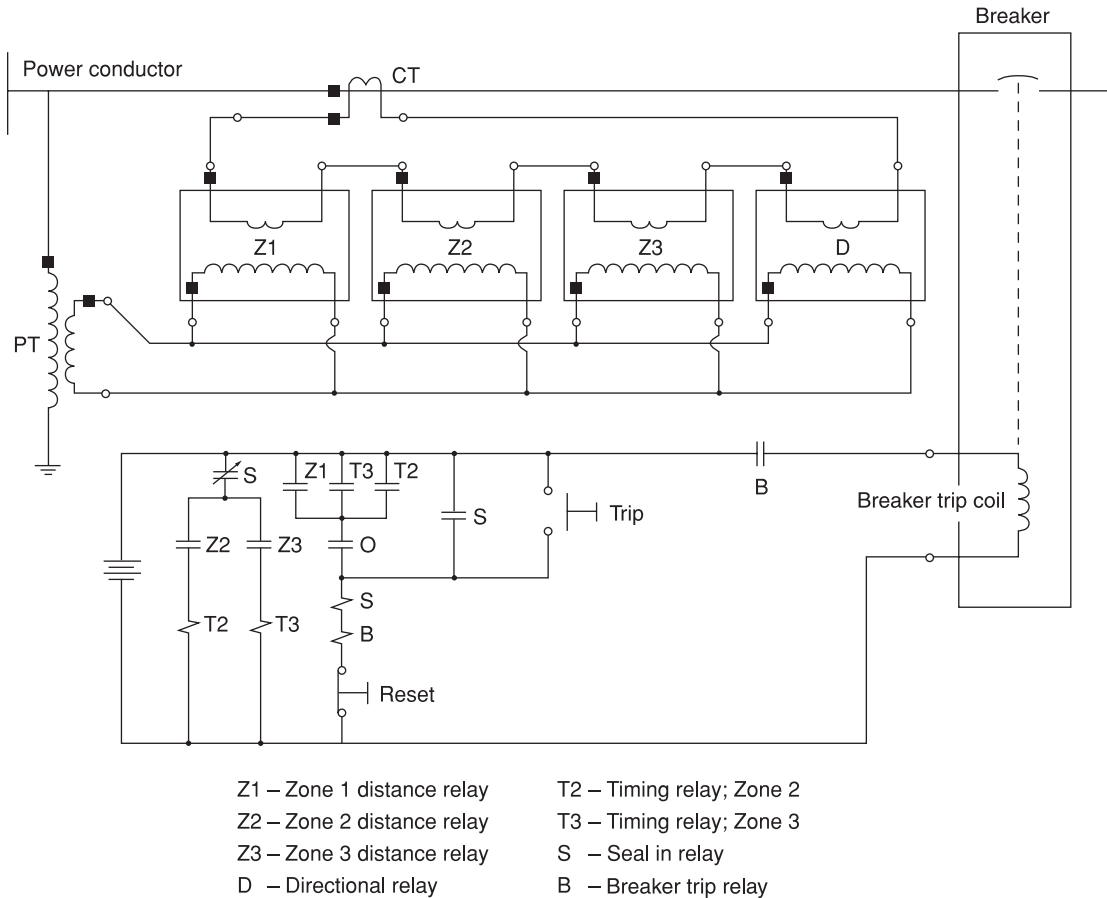 Breaker
Power conductor
CT
Z1
Z2
Z3
D
PT
S
Z1
T3
T2
B
Breaker trip coil
S
Trip
Z2
Z3
O
S
T2
T3
B
Reset
Z1 – Zone 1 distance relay
Z2 – Zone 2 distance relay
Z3 – Zone 3 distance relay
D – Directional relay
T2 – Timing relay; Zone 2
T3 – Timing relay; Zone 3
S – Seal in relay
B – Breaker trip relay